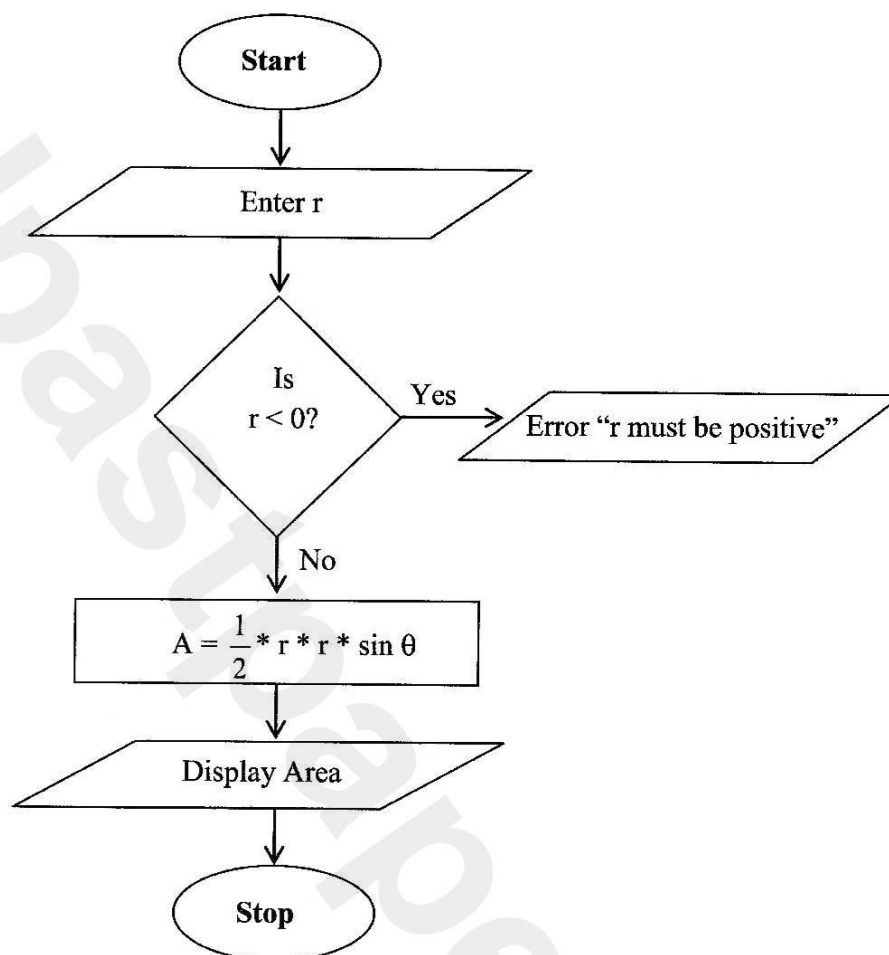 Start
Enter r
Is
r < 0?
Yes
Error “r must be positive”
No
A = 1/2 * r * r * sin θ
Display Area
Stop